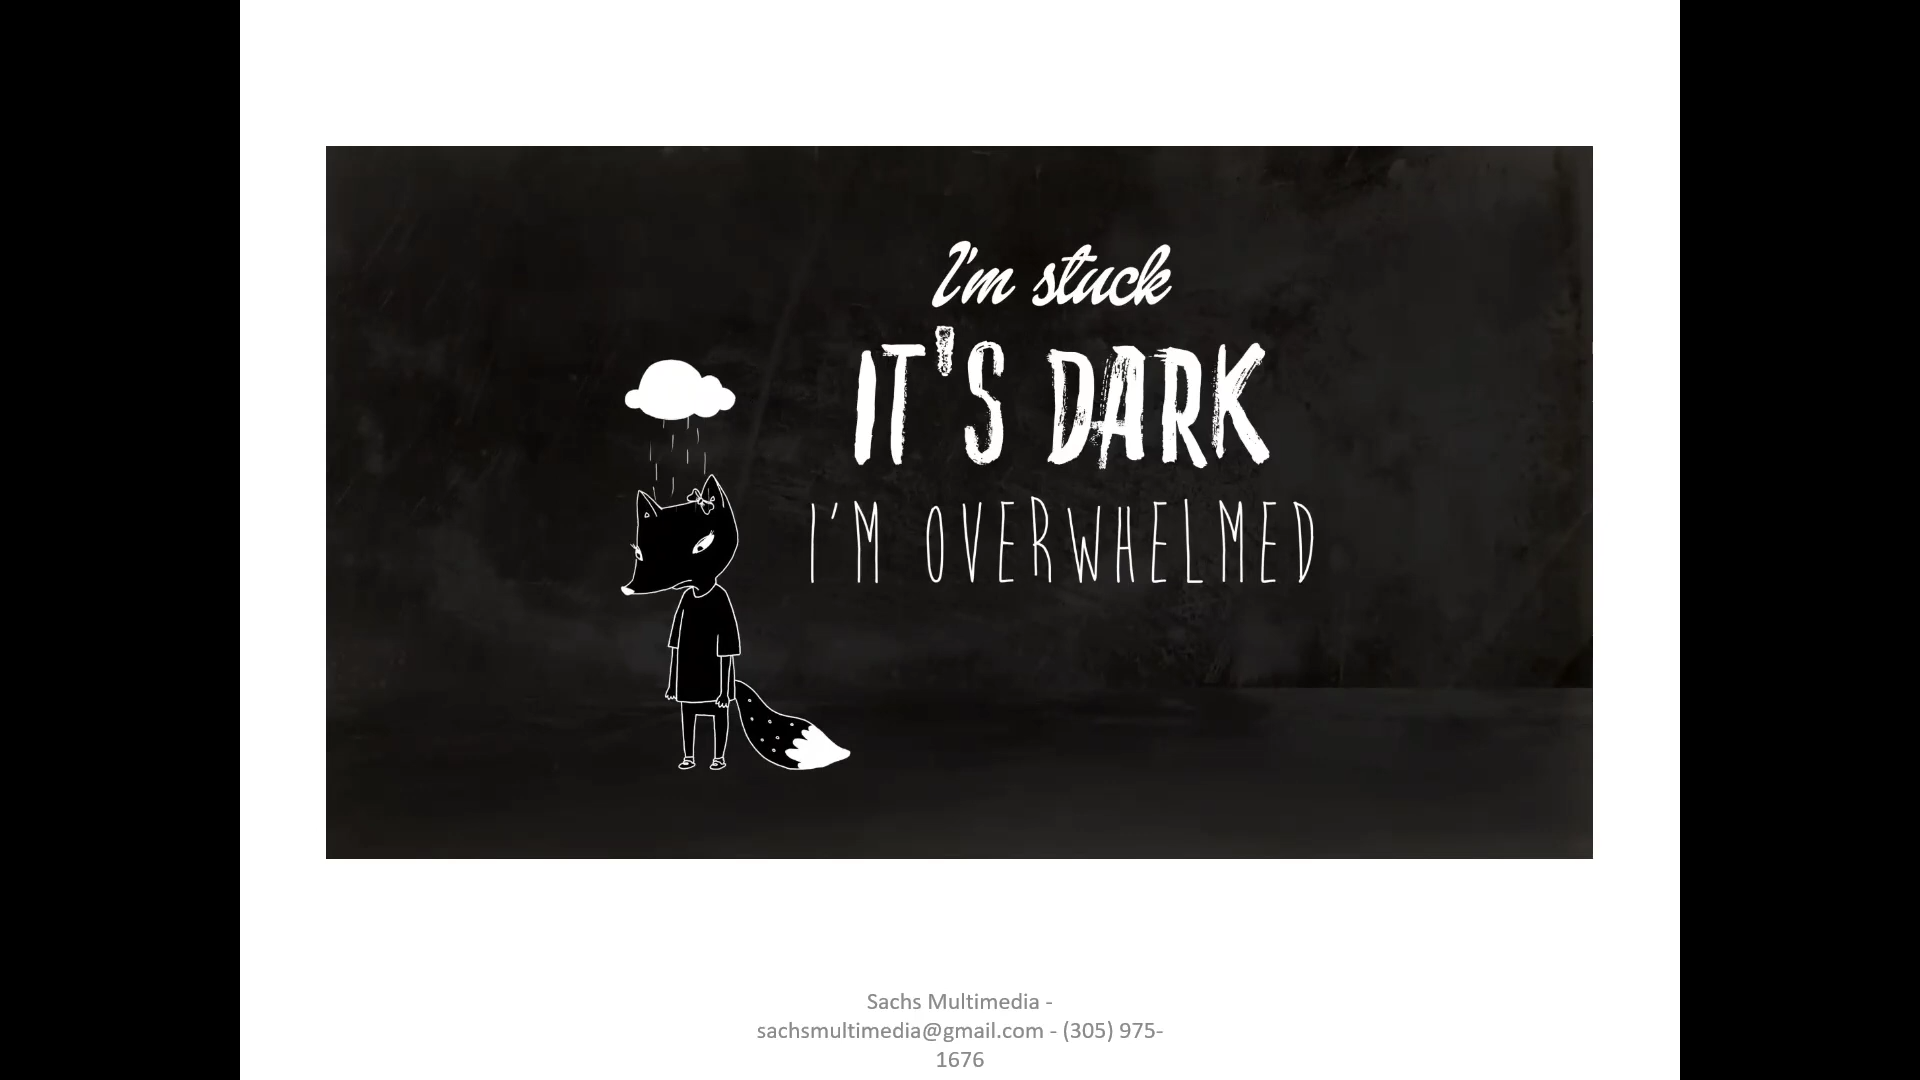 I'm stuck
IT'S DARK
I'M OVERWHELMED
Sachs Multimedia -
sachsmultimedia@gmail.com - (305) 975-
1676